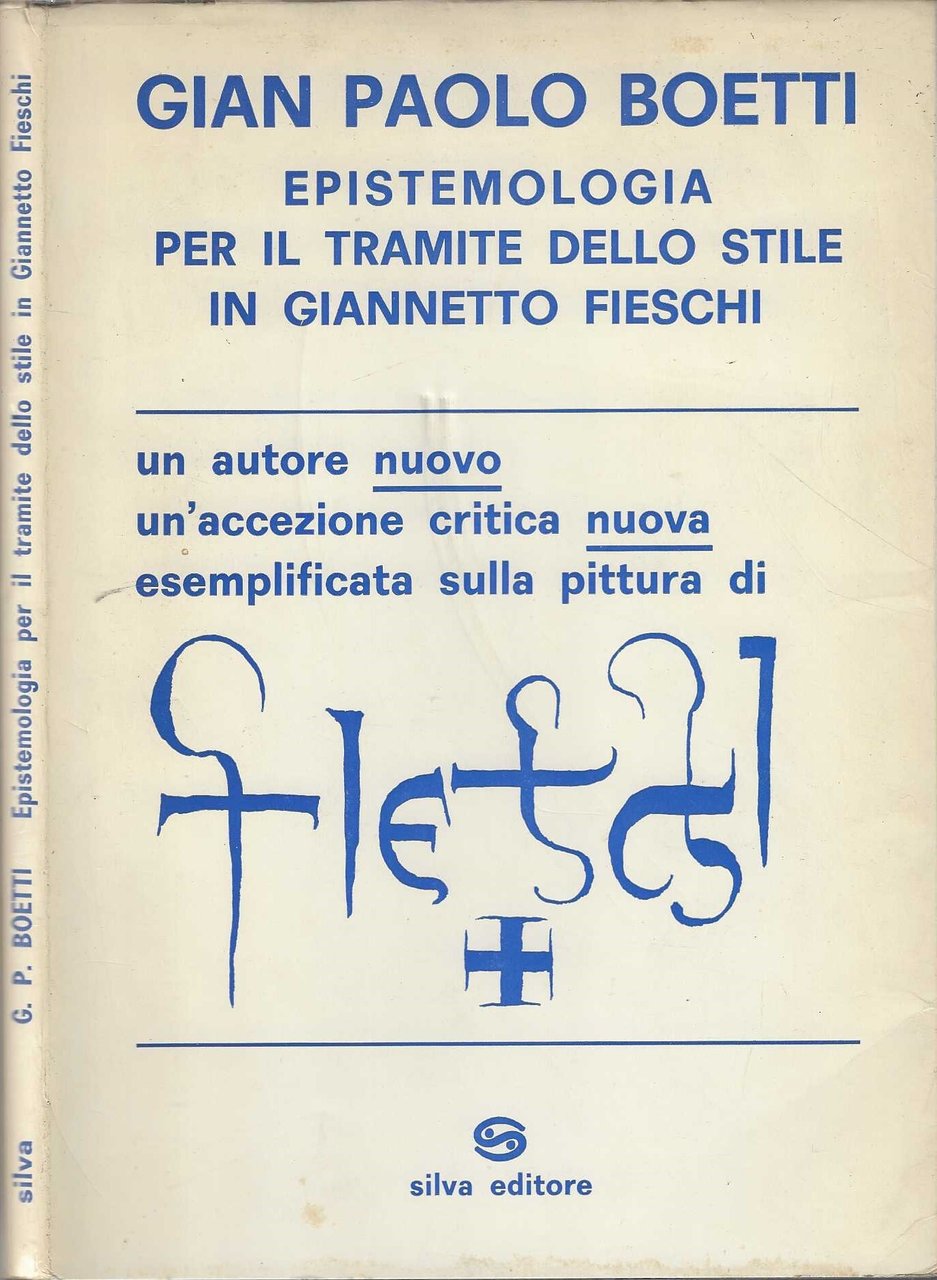 GIAN PAOLO BOETTI
EPISTEMOLOGIA
PER IL TRAMITE DELLO STILE
IN GIANNETTO FIESCHI
un autore nuovo
un'accezione critica nuova
esemplificata sulla pittura di
fieschi
silva editore
silva G. P. BOETTI Epistemologia per il tramite dello stile in Giannetto Fieschi